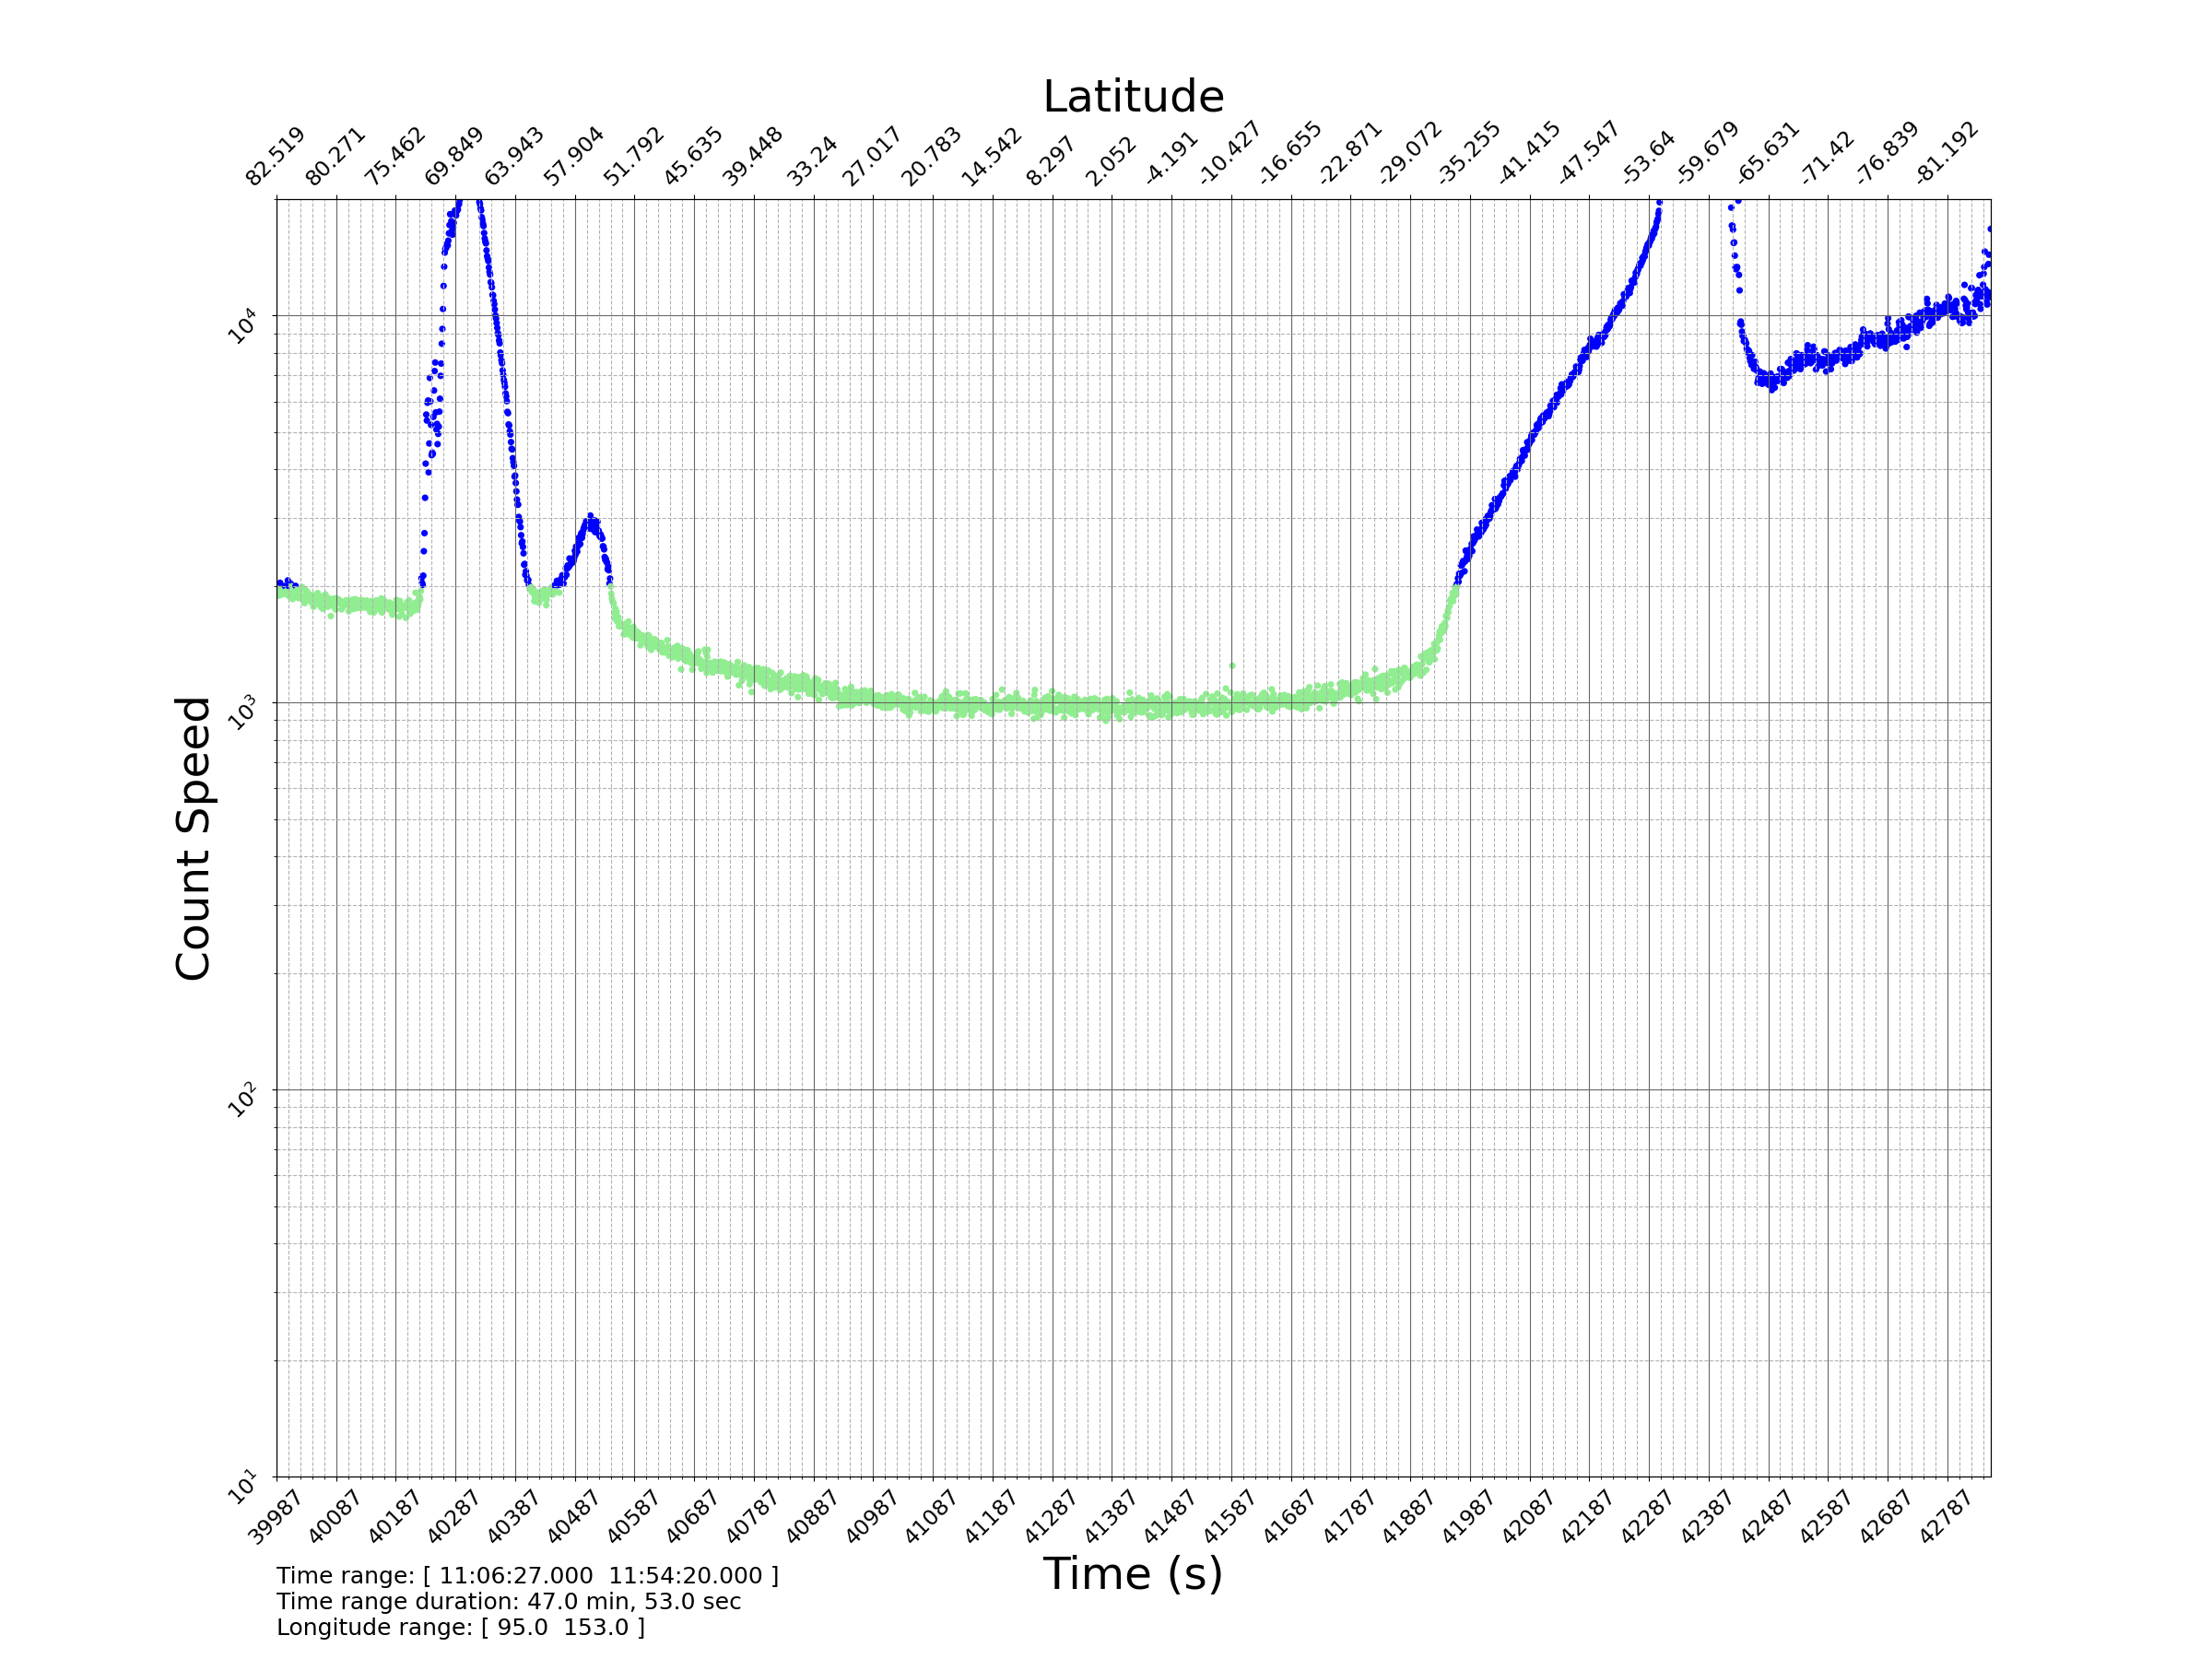 Latitude
82.519 80.271 75.462 69.849 63.943 57.904 51.792 45.635 39.448 33.24 27.017 20.783 14.542 8.297 2.052 -4.191 -10.427 -16.655 -22.871 -29.072 -35.255 -41.415 -47.547 -53.64 -59.679 -65.631 -71.42 -76.839 -81.192
Count Speed
10⁴
10³
10²
10¹
39987 40087 40187 40287 40387 40487 40587 40687 40787 40887 40987 41087 41187 41287 41387 41487 41587 41687 41787 41887 41987 42087 42187 42287 42387 42487 42587 42687 42787
Time (s)
Time range: [ 11:06:27.000  11:54:20.000 ]
Time range duration: 47.0 min, 53.0 sec
Longitude range: [ 95.0  153.0 ]